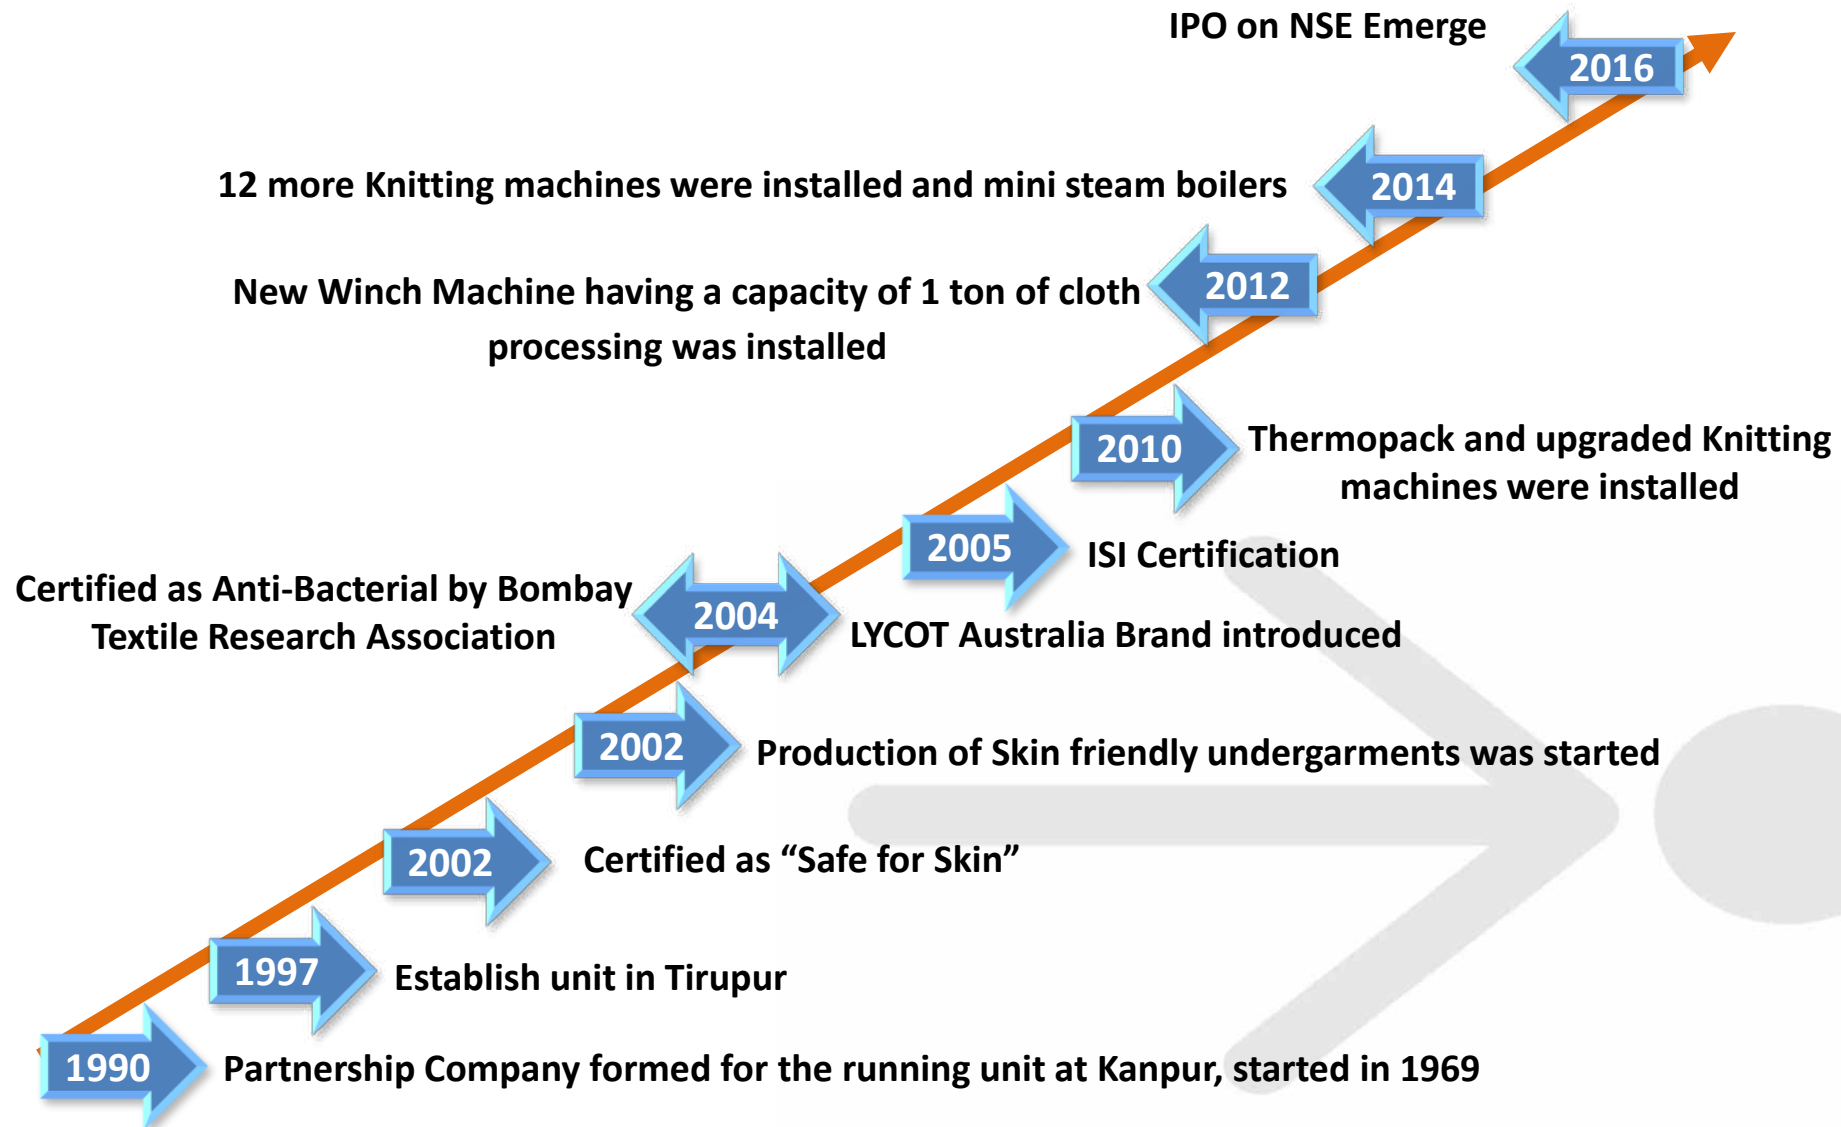 IPO on NSE Emerge
2016
12 more Knitting machines were installed and mini steam boilers
2014
New Winch Machine having a capacity of 1 ton of cloth
processing was installed
2012
2010
Thermopack and upgraded Knitting
machines were installed
2005
ISI Certification
Certified as Anti-Bacterial by Bombay
Textile Research Association
2004
LYCOT Australia Brand introduced
2002
Production of Skin friendly undergarments was started
2002
Certified as “Safe for Skin”
1997
Establish unit in Tirupur
1990
Partnership Company formed for the running unit at Kanpur, started in 1969